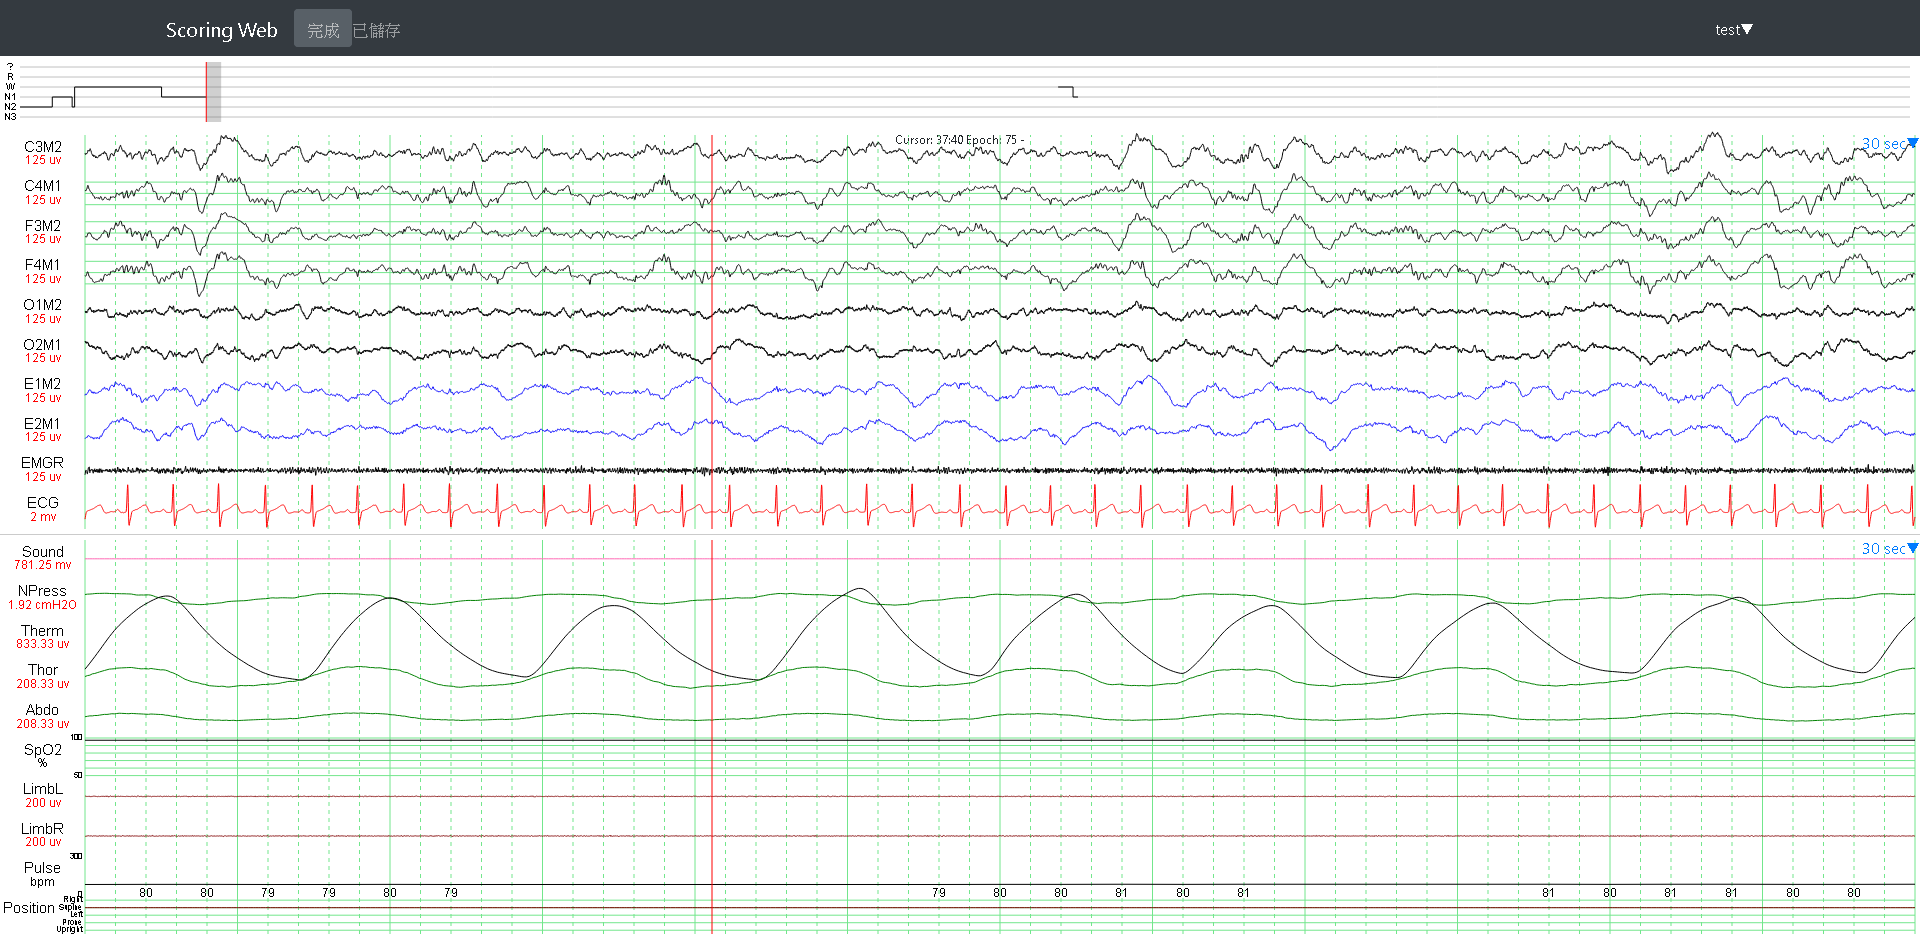 Scoring Web 完成 已儲存 test▼
?
R
W
N1
N2
N3
Cursor: 37:40 Epoch: 75 -
30 sec▼
C3M2
125 uv
C4M1
125 uv
F3M2
125 uv
F4M1
125 uv
O1M2
125 uv
O2M1
125 uv
E1M2
125 uv
E2M1
125 uv
EMGR
125 uv
ECG
2 mv
30 sec▼
Sound
781.25 mv
NPress
1.92 cmH2O
Therm
833.33 uv
Thor
208.33 uv
Abdo
208.33 uv
100
SpO2
%
50
LimbL
200 uv
LimbR
200 uv
300
Pulse
bpm
0
80 80 79 79 80 79 79 80 80 81 80 81 81 80 81 81 80 80
Position
Right
Supine
Left
Prone
Upright